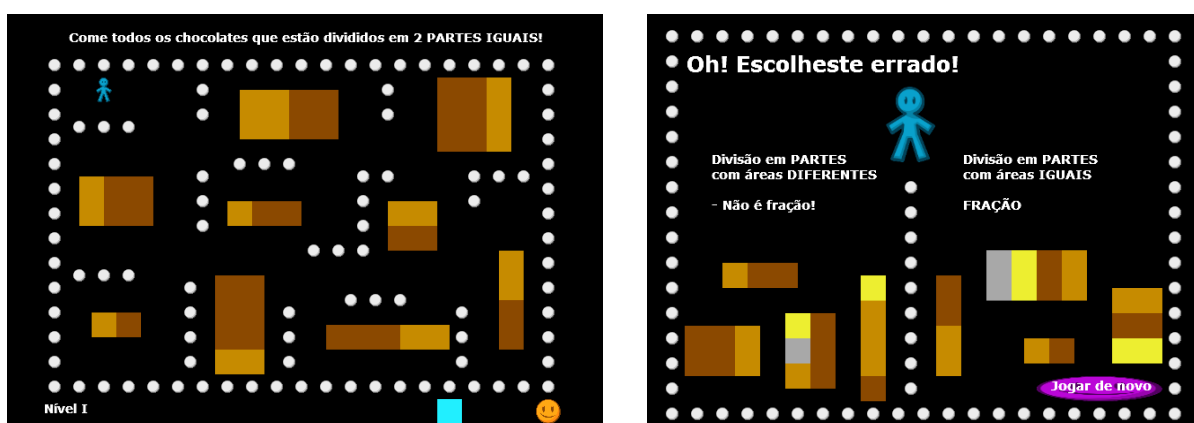 Come todos os chocolates que estão divididos em 2 PARTES IGUAIS!
Nível I
Oh! Escolheste errado!
Divisão em PARTES
com áreas DIFERENTES
- Não é fração!
Divisão em PARTES
com áreas IGUAIS
FRAÇÃO
Jogar de novo